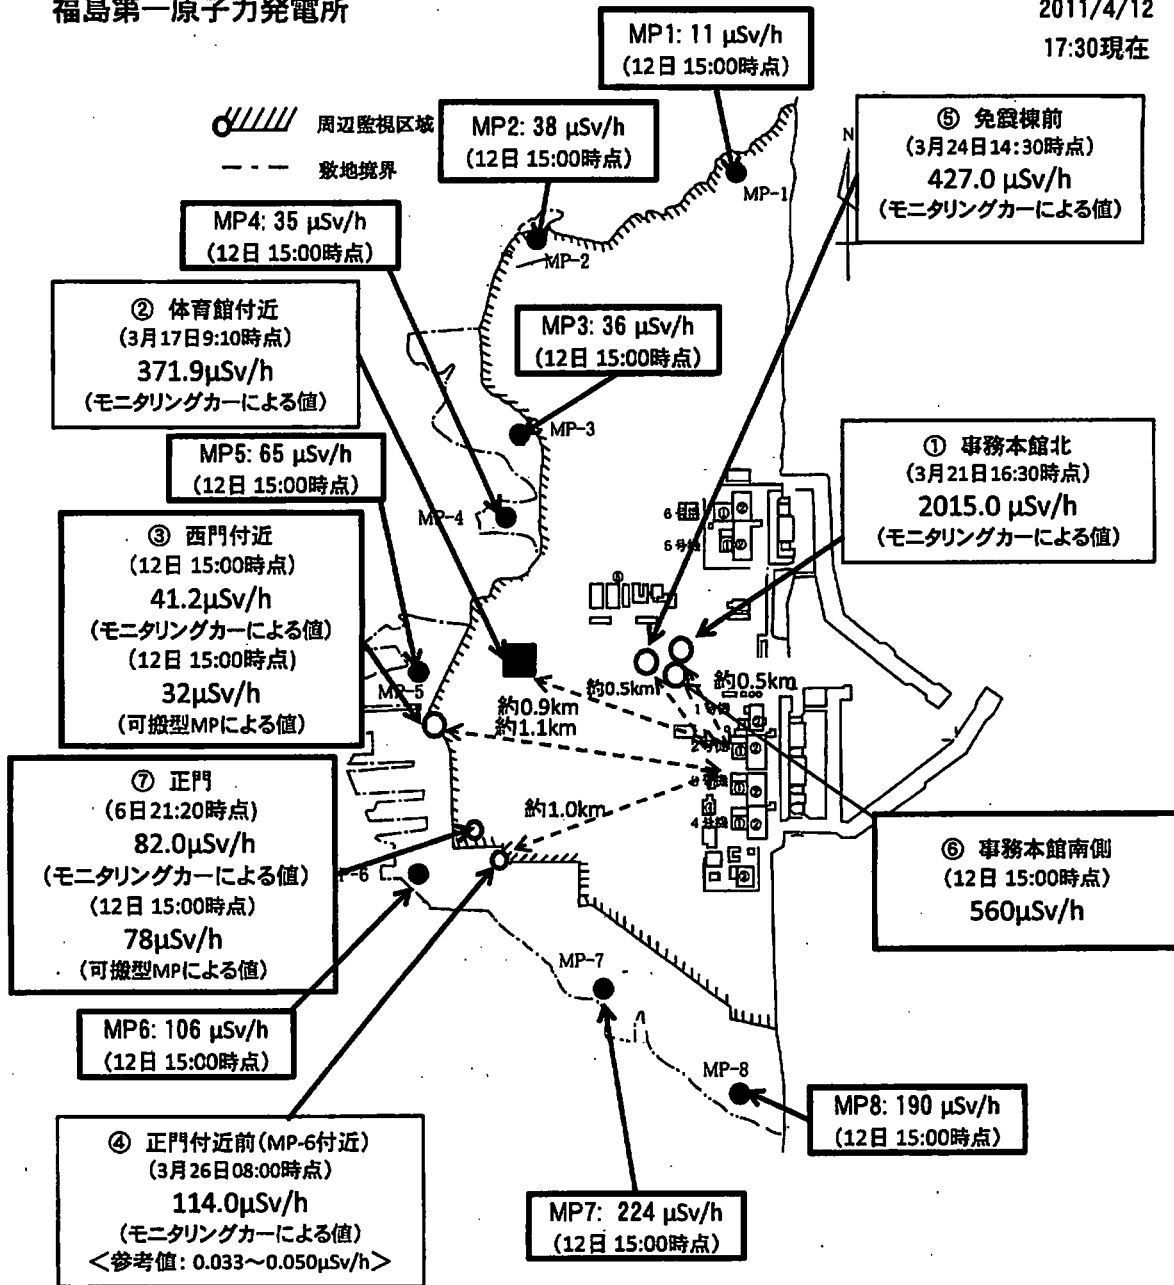 福島第一原子力発電所
2011/4/12
17:30現在
周辺監視区域
敷地境界
MP1: 11 μSv/h
(12日 15:00時点)
MP2: 38 μSv/h
(12日 15:00時点)
⑤ 免震棟前
(3月24日14:30時点)
427.0 μSv/h
(モニタリングカーによる値)
N
MP-1
MP4: 35 μSv/h
(12日 15:00時点)
MP-2
② 体育館付近
(3月17日9:10時点)
371.9μSv/h
(モニタリングカーによる値)
MP3: 36 μSv/h
(12日 15:00時点)
MP-3
① 事務本館北
(3月21日16:30時点)
2015.0 μSv/h
(モニタリングカーによる値)
MP5: 65 μSv/h
(12日 15:00時点)
MP-4
③ 西門付近
(12日 15:00時点)
41.2μSv/h
(モニタリングカーによる値)
(12日 15:00時点)
32μSv/h
(可搬型MPによる値)
MP-5
約0.5km
約0.5km
約0.9km
約1.1km
⑦ 正門
(6日21:20時点)
82.0μSv/h
(モニタリングカーによる値)
(12日 15:00時点)
78μSv/h
(可搬型MPによる値)
約1.0km
⑥ 事務本館南側
(12日 15:00時点)
560μSv/h
MP-7
MP6: 106 μSv/h
(12日 15:00時点)
MP-8
MP8: 190 μSv/h
(12日 15:00時点)
④ 正門付近前(MP-6付近)
(3月26日08:00時点)
114.0μSv/h
(モニタリングカーによる値)
＜参考値: 0.033～0.050μSv/h＞
MP7: 224 μSv/h
(12日 15:00時点)